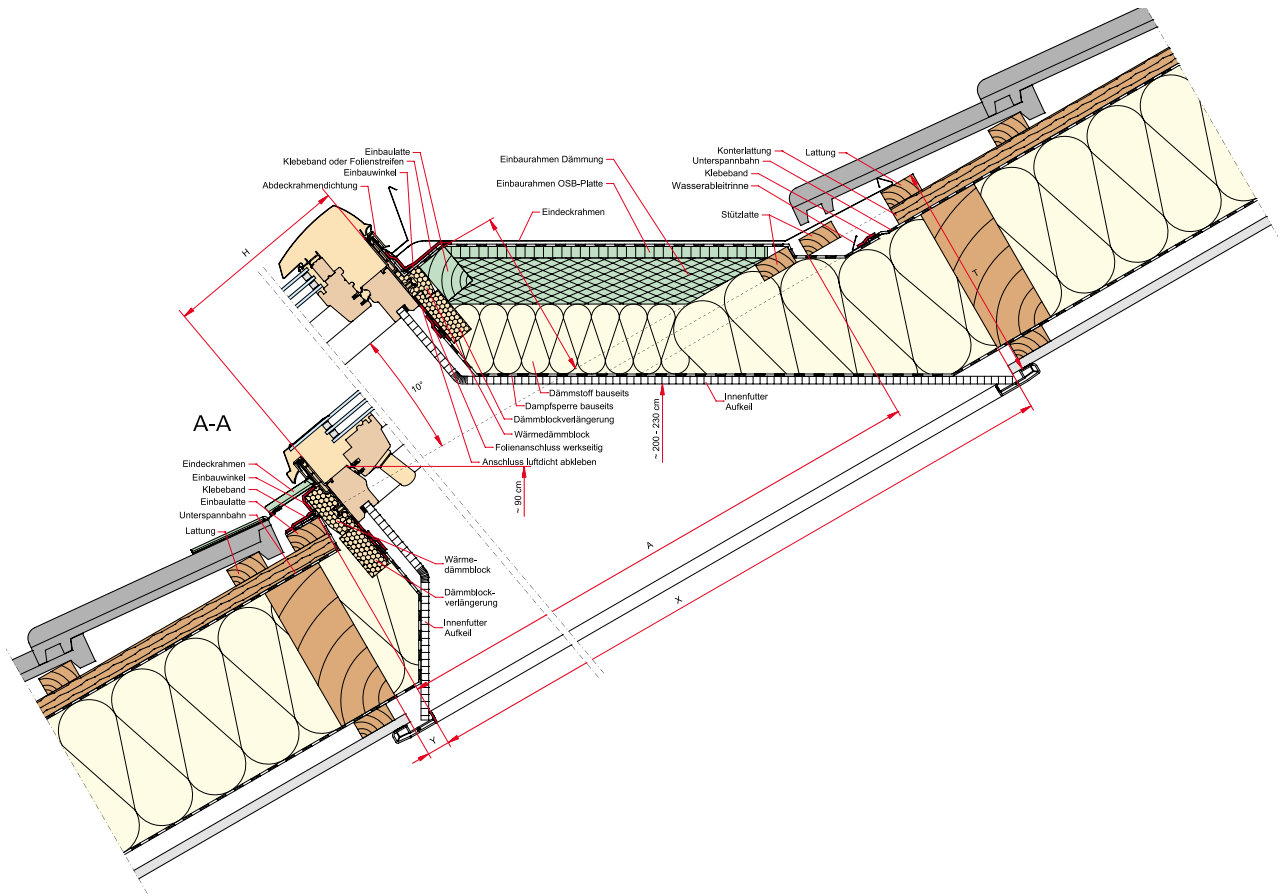 Einbaulatte
Klebeband oder Folienstreifen
Einbauwinkel
Abdeckrahmendichtung
Einbaurahmen Dämmung
Einbaurahmen OSB-Platte
Eindeckrahmen
Konterlattung
Unterspannbahn
Klebeband
Wasserableitrinne
Lattung
Stützlatte
H
T
10°
Dämmstoff bauseits
Dampfsperre bauseits
Dämmblockverlängerung
Wärmedämmblock
Folienanschluss werkseitig
Anschluss luftdicht abkleben
Innenfutter
Aufkeil
~ 200 - 230 cm
~ 90 cm
A-A
Eindeckrahmen
Einbauwinkel
Klebeband
Einbaulatte
Unterspannbahn
Lattung
Wärme-
dämmblock
Dämmblock-
verlängerung
Innenfutter
Aufkeil
A
X
Y